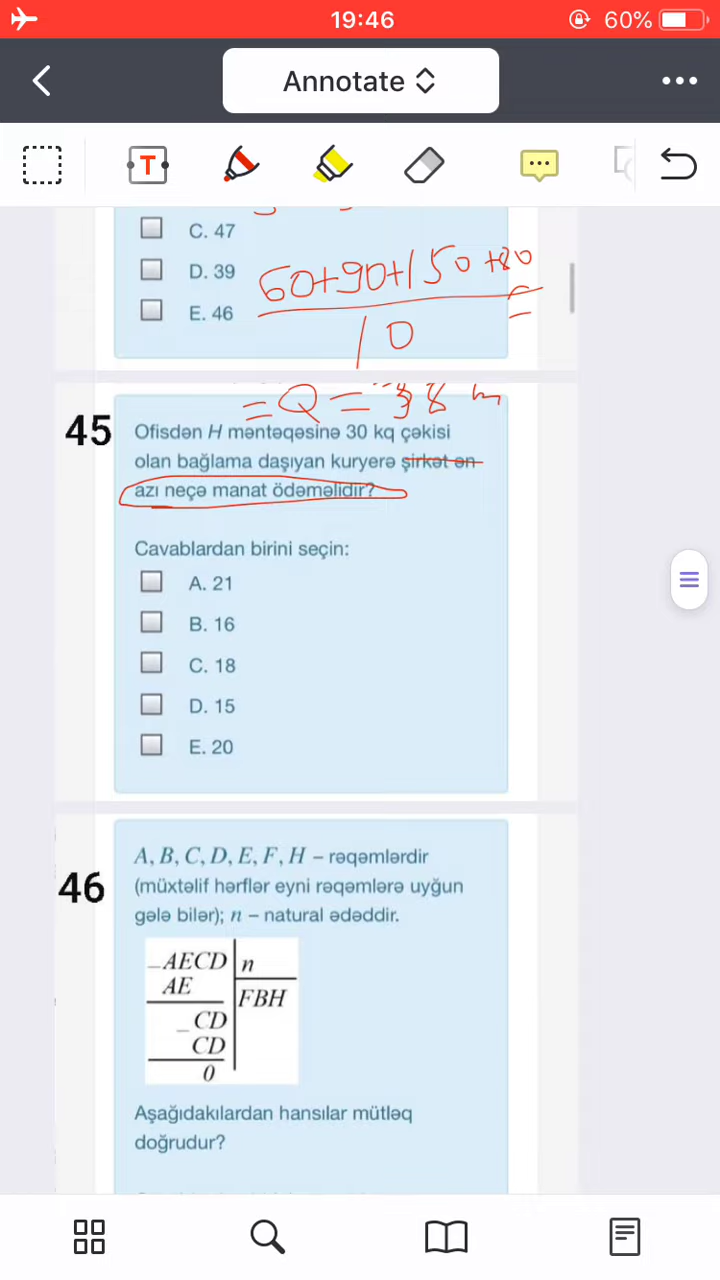 19:46
60%
Annotate
T
C. 47
D. 39
E. 46
60+90+150+80
=
10
=Q=38 m
45
Ofisdən H məntəqəsinə 30 kq çəkisi
olan bağlama daşıyan kuryerə şirkət ən
azı neçə manat ödəməlidir?
Cavablardan birini seçin:
A. 21
B. 16
C. 18
D. 15
E. 20
46
A, B, C, D, E, F, H – rəqəmlərdir
(müxtəlif hərflər eyni rəqəmlərə uyğun
gələ bilər); n – natural ədəddir.
–AECD n
AE FBH
–CD
CD
0
Aşağıdakılardan hansılar mütləq
doğrudur?